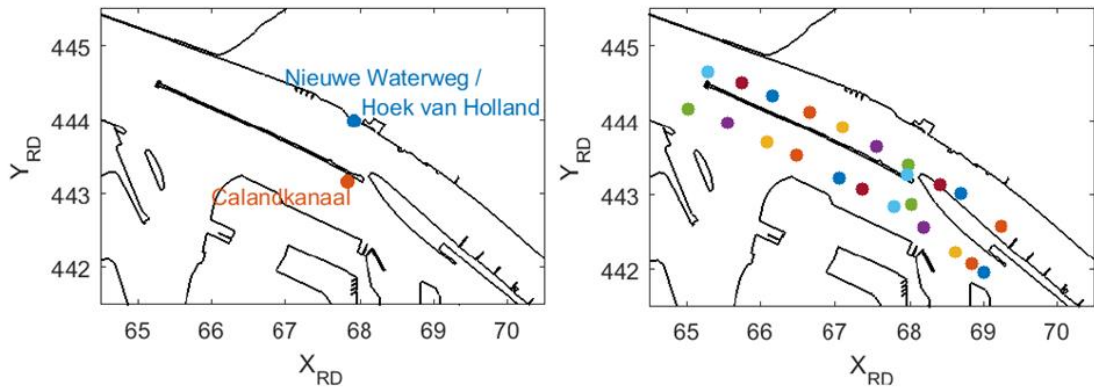 445
444
443
442
Y_RD
Nieuwe Waterweg /
Hoek van Holland
Calandkanaal
65 66 67 68 69 70
X_RD
445
444
443
442
Y_RD
65 66 67 68 69 70
X_RD